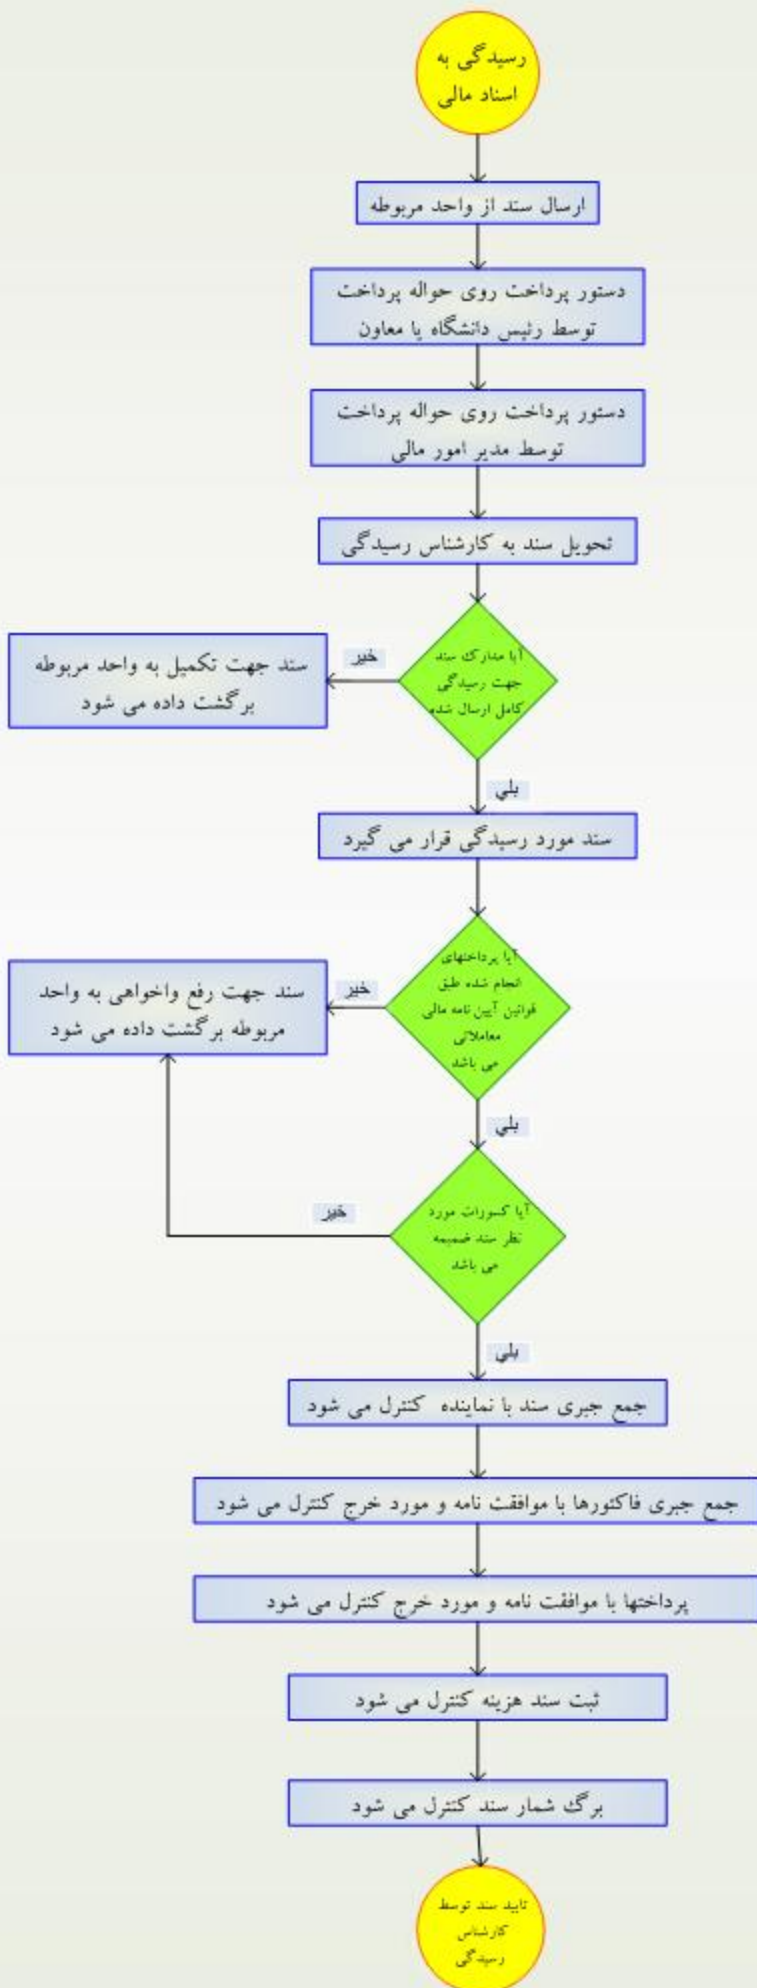 رسیدگی به
اسناد مالی
ارسال سند از واحد مربوطه
دستور پرداخت روی حواله پرداخت
توسط رئیس دانشگاه یا معاون
دستور پرداخت روی حواله پرداخت
توسط مدیر امور مالی
تحویل سند به کارشناس رسیدگی
آیا مدارک سند
جهت رسیدگی
کامل ارسال شده
خیر
سند جهت تکمیل به واحد مربوطه
برگشت داده می شود
بلی
سند مورد رسیدگی قرار می گیرد
آیا پرداختهای
انجام شده طبق
قوانین آیین نامه مالی
معاملاتی
می باشد
خیر
سند جهت رفع واخواهی به واحد
مربوطه برگشت داده می شود
بلی
آیا کسورات مورد
نظر سند ضمیمه
می باشد
خیر
بلی
جمع جبری سند با نماینده کنترل می شود
جمع جبری فاکتورها با موافقت نامه و مورد خرج کنترل می شود
پرداختها با موافقت نامه و مورد خرج کنترل می شود
ثبت سند هزینه کنترل می شود
برگ شمار سند کنترل می شود
تایید سند توسط
کارشناس
رسیدگی